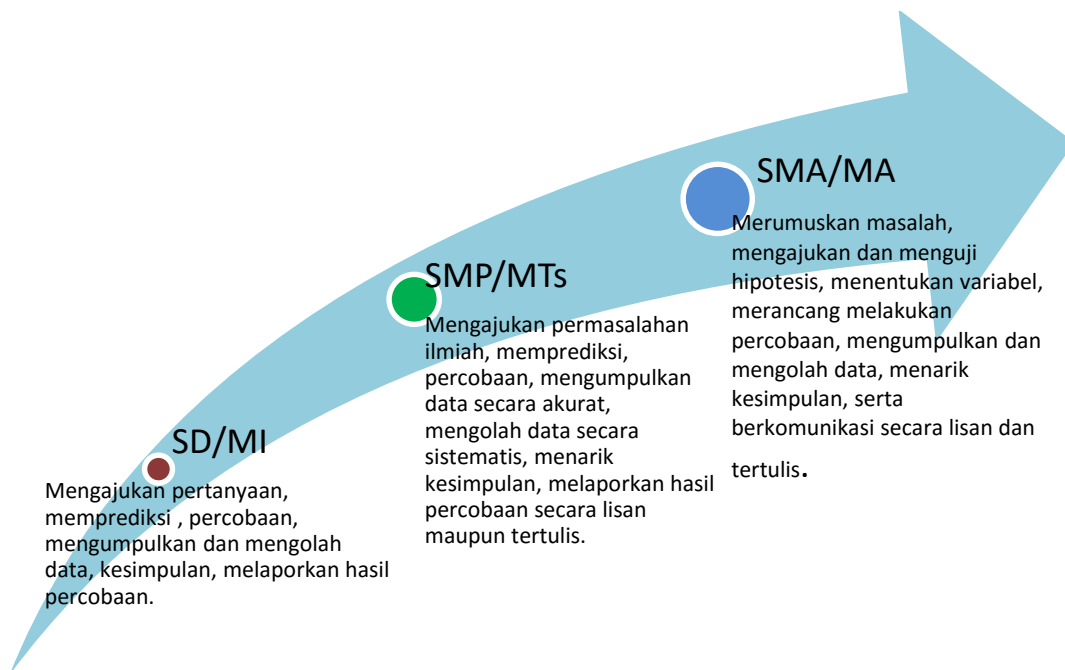 SD/MI
Mengajukan pertanyaan,
memprediksi , percobaan,
mengumpulkan dan mengolah
data, kesimpulan, melaporkan hasil
percobaan.
SMP/MTs
Mengajukan permasalahan
ilmiah, memprediksi,
percobaan, mengumpulkan
data secara akurat,
mengolah data secara
sistematis, menarik
kesimpulan, melaporkan hasil
percobaan secara lisan
maupun tertulis.
SMA/MA
Merumuskan masalah,
mengajukan dan menguji
hipotesis, menentukan variabel,
merancang melakukan
percobaan, mengumpulkan dan
mengolah data, menarik
kesimpulan, serta
berkomunikasi secara lisan dan
tertulis.